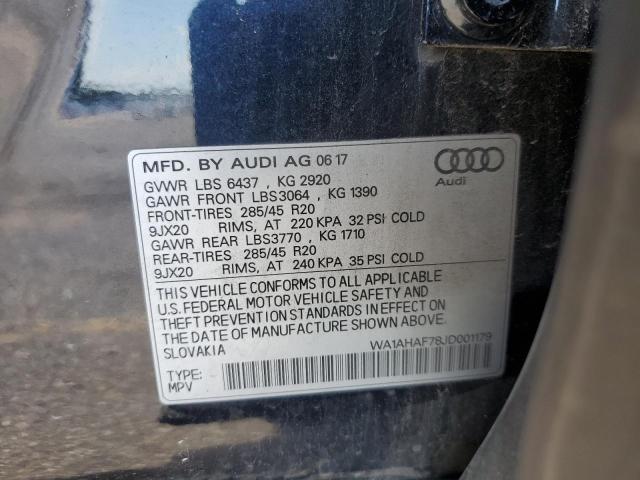 MFD. BY AUDI AG 06 17
GVWR LBS 6437 , KG 2920
GAWR FRONT LBS3064 , KG 1390
FRONT-TIRES 285/45 R20
9JX20 RIMS, AT 220 KPA 32 PSI COLD
GAWR REAR LBS3770 , KG 1710
REAR-TIRES 285/45 R20
9JX20 RIMS, AT 240 KPA 35 PSI COLD
Audi
THIS VEHICLE CONFORMS TO ALL APPLICABLE
U.S. FEDERAL MOTOR VEHICLE SAFETY AND
THEFT PREVENTION STANDARDS IN EFFECT ON
THE DATE OF MANUFACTURE SHOWN ABOVE.
SLOVAKIA
WA1AHAF78JD001179
TYPE:
MPV